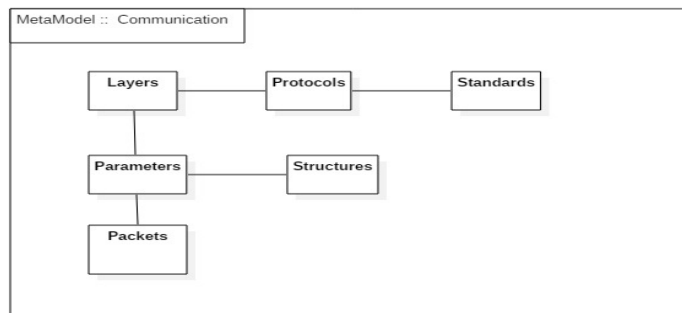 MetaModel :: Communication
Layers
Protocols
Standards
Parameters
Structures
Packets